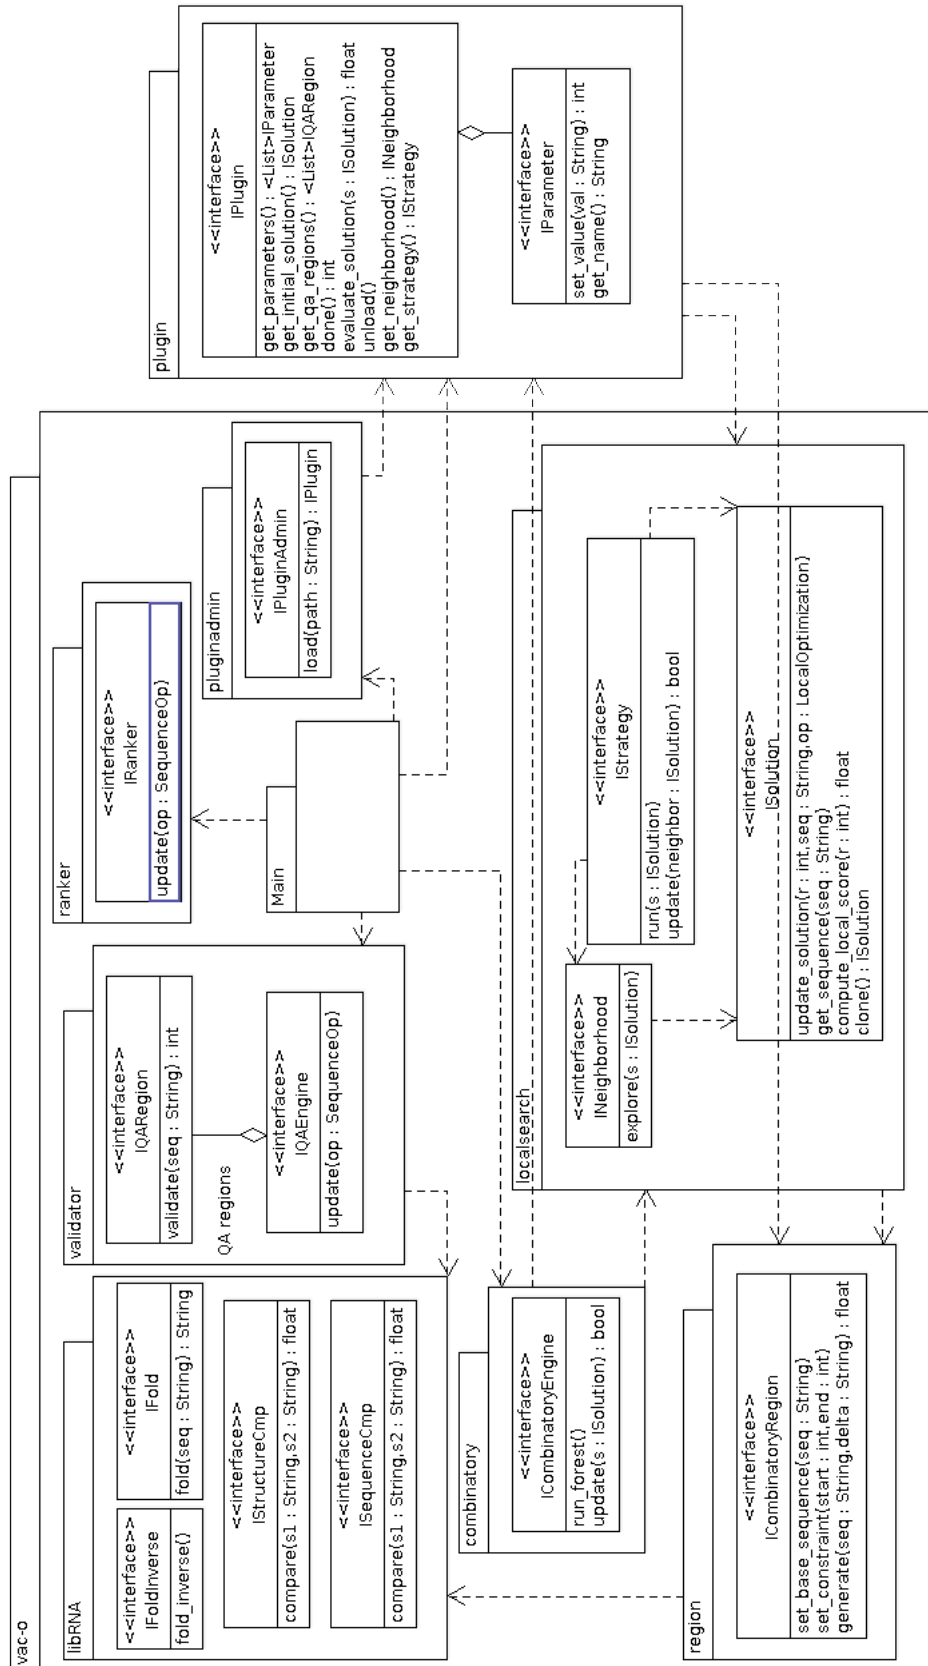 vac-o
libRNA
<<interface>>
IFoldInverse
fold_inverse()
<<interface>>
IFold
fold(seq : String) : String
<<interface>>
IStructureCmp
compare(s1 : String,s2 : String) : float
<<interface>>
ISequenceCmp
compare(s1 : String,s2 : String) : float
validator
<<interface>>
IQARegion
validate(seq : String) : int
QA regions
<<interface>>
IQAEngine
update(op : SequenceOp)
ranker
<<interface>>
IRanker
update(op : SequenceOp)
Main
pluginadmin
<<interface>>
IPluginAdmin
load(path : String) : IPlugin
plugin
<<interface>>
IPlugin
get_parameters() : <List>IParameter
get_initial_solution() : ISolution
get_qa_regions() : <List>IQARegion
done() : int
evaluate_solution(s : ISolution) : float
unload()
get_neighborhood() : INeighborhood
get_strategy() : IStrategy
<<interface>>
IParameter
set_value(val : String) : int
get_name() : String
combinatory
<<interface>>
ICombinatoryEngine
run_forest()
update(s : ISolution) : bool
localsearch
<<interface>>
INeighborhood
explore(s : ISolution)
<<interface>>
IStrategy
run(s : ISolution)
update(neighbor : ISolution) : bool
<<interface>>
ISolution
update_solution(r : int,seq : String,op : LocalOptimization)
get_sequence(seq : String)
compute_local_score(r : int) : float
clone() : ISolution
region
<<interface>>
ICombinatoryRegion
set_base_sequence(seq : String)
set_constraint(start : int,end : int)
generate(seq : String,delta : String) : float